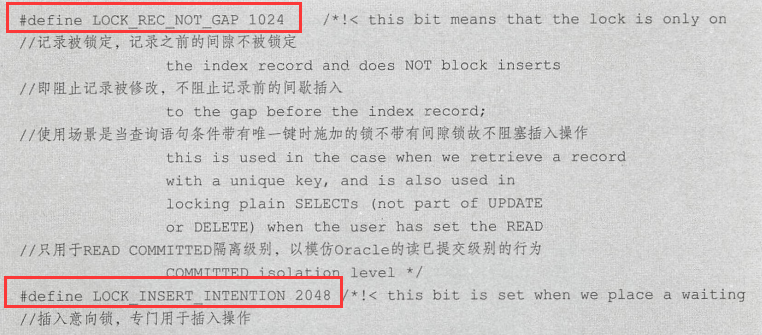 #define LOCK_REC_NOT_GAP 1024 /*!< this bit means that the lock is only on
//记录被锁定，记录之前的间隙不被锁定
the index record and does NOT block inserts
//即阻止记录被修改，不阻止记录前的间歇插入
to the gap before the index record;
//使用场景是当查询语句条件带有唯一键时施加的锁不带有间隙锁故不阻塞插入操作
this is used in the case when we retrieve a record
with a unique key, and is also used in
locking plain SELECTs (not part of UPDATE
or DELETE) when the user has set the READ
//只用于READ COMMITTED隔离级别，以模仿Oracle的读已提交级别的行为
COMMITTED isolation level */
#define LOCK_INSERT_INTENTION 2048 /*!< this bit is set when we place a waiting
//插入意向锁，专门用于插入操作